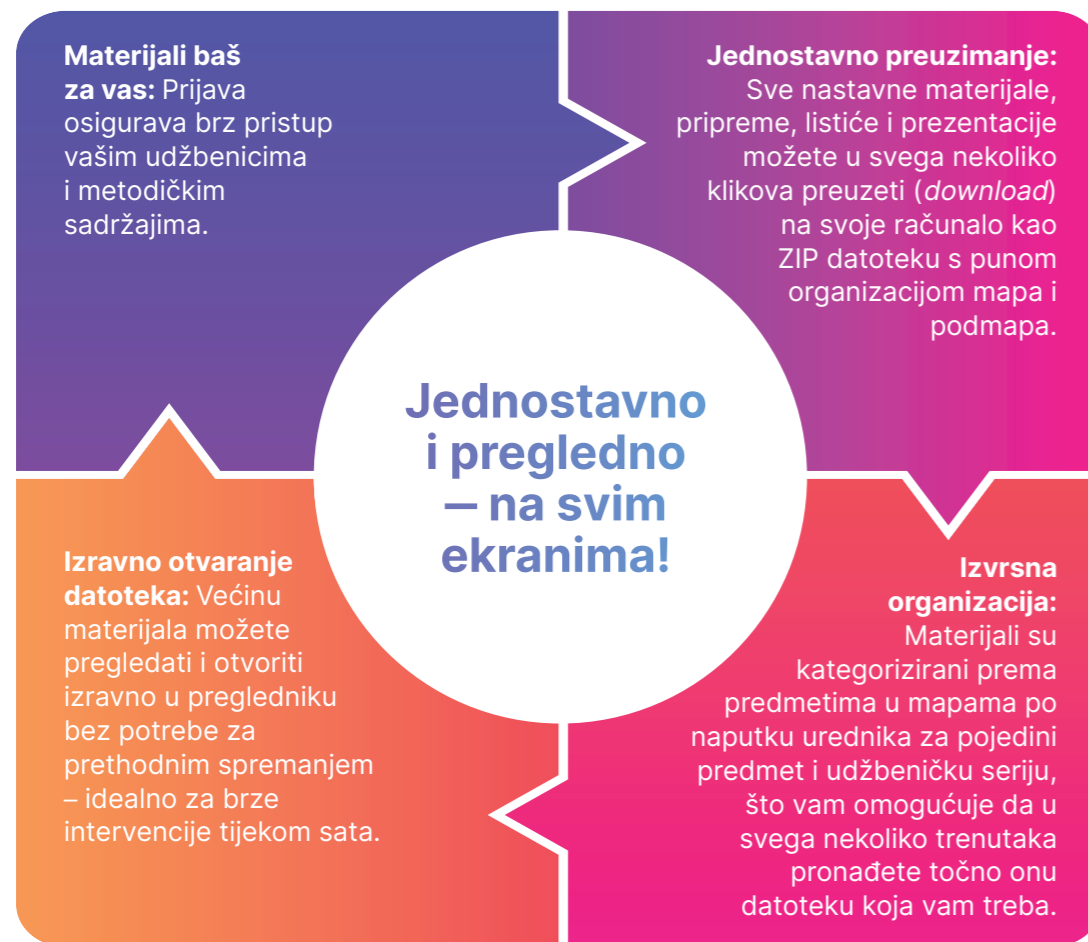 Materijali baš
za vas: Prijava
osigurava brz pristup
vašim udžbenicima
i metodičkim
sadržajima.
Jednostavno preuzimanje:
Sve nastavne materijale,
pripreme, listiće i prezentacije
možete u svega nekoliko
klikova preuzeti (download)
na svoje računalo kao
ZIP datoteku s punom
organizacijom mapa i
podmapa.
Jednostavno
i pregledno
– na svim
ekranima!
Izravno otvaranje
datoteka: Većinu
materijala možete
pregledati i otvoriti
izravno u pregledniku
bez potrebe za
prethodnim spremanjem
– idealno za brze
intervencije tijekom sata.
Izvrsna
organizacija:
Materijali su
kategorizirani prema
predmetima u mapama po
naputku urednika za pojedini
predmet i udžbeničku seriju,
što vam omogućuje da u
svega nekoliko trenutaka
pronađete točno onu
datoteku koja vam treba.